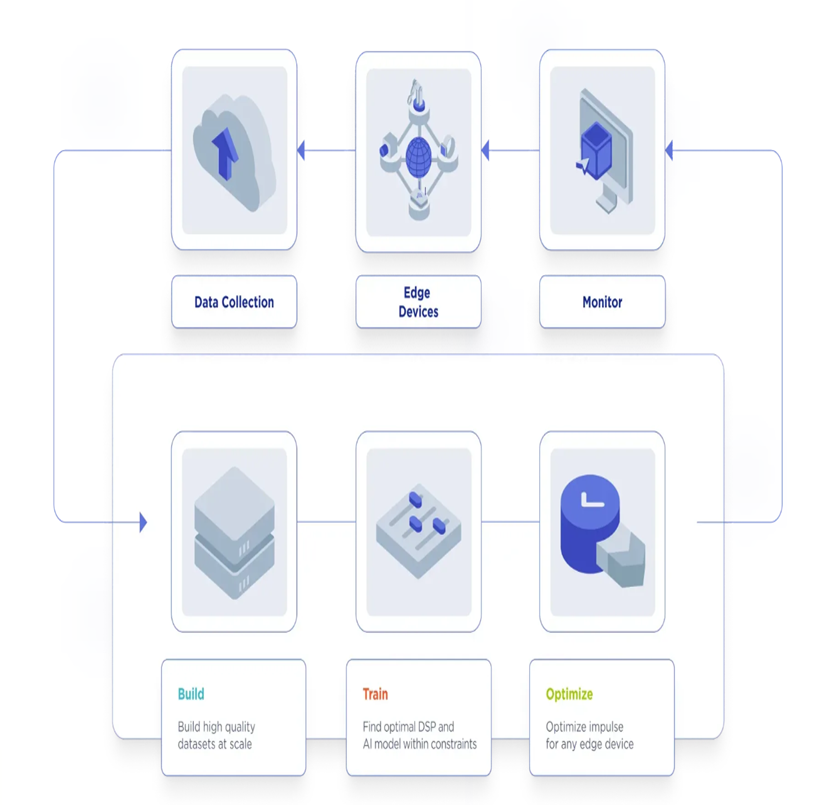 Data Collection
Edge
Devices
Monitor
Build
Build high quality
datasets at scale
Train
Find optimal DSP and
AI model within constraints
Optimize
Optimize impulse
for any edge device